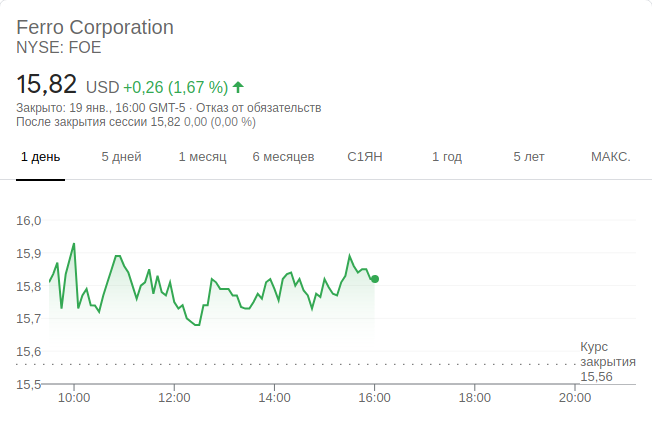 Ferro Corporation
NYSE: FOE
15,82 USD +0,26 (1,67 %)
Закрыто: 19 янв., 16:00 GMT-5 · Отказ от обязательств
После закрытия сессии 15,82 0,00 (0,00 %)
1 день 5 дней 1 месяц 6 месяцев С1ЯН 1 год 5 лет МАКС.
16,0
15,9
15,8
15,7
15,6
15,5
Курс
закрытия
15,56
10:00 12:00 14:00 16:00 18:00 20:00